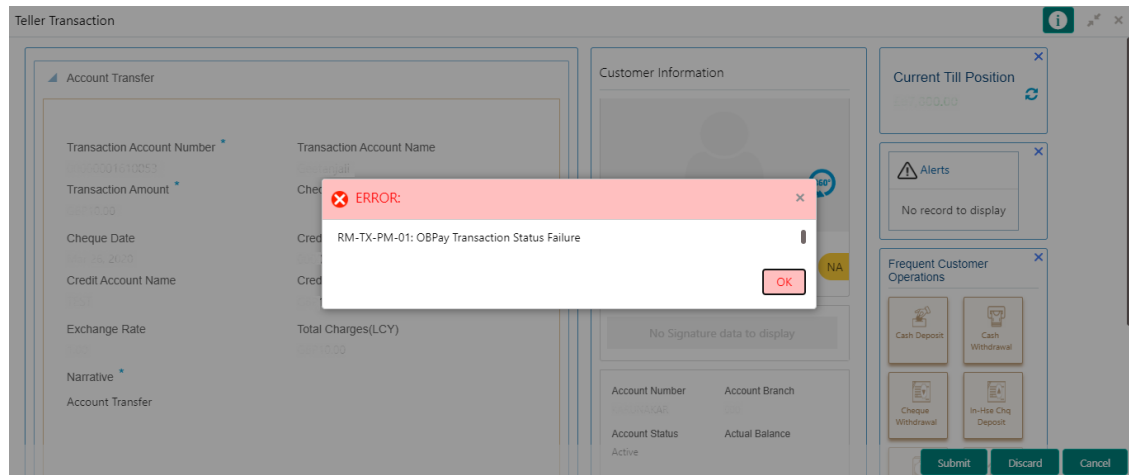 Teller Transaction
Account Transfer
Transaction Account Number *
Transaction Account Name
Transaction Amount *
Cheque Date
Credit Account Name
Exchange Rate
Total Charges(LCY)
Narrative *
Account Transfer
ERROR:
RM-TX-PM-01: OBPay Transaction Status Failure
OK
Customer Information
NA
No Signature data to display
Account Number
Account Branch
Account Status
Actual Balance
Active
Current Till Position
Alerts
No record to display
Frequent Customer
Operations
Cash Deposit
Cash
Withdrawal
Cheque
Withdrawal
In-Hse Chq
Deposit
Submit
Discard
Cancel